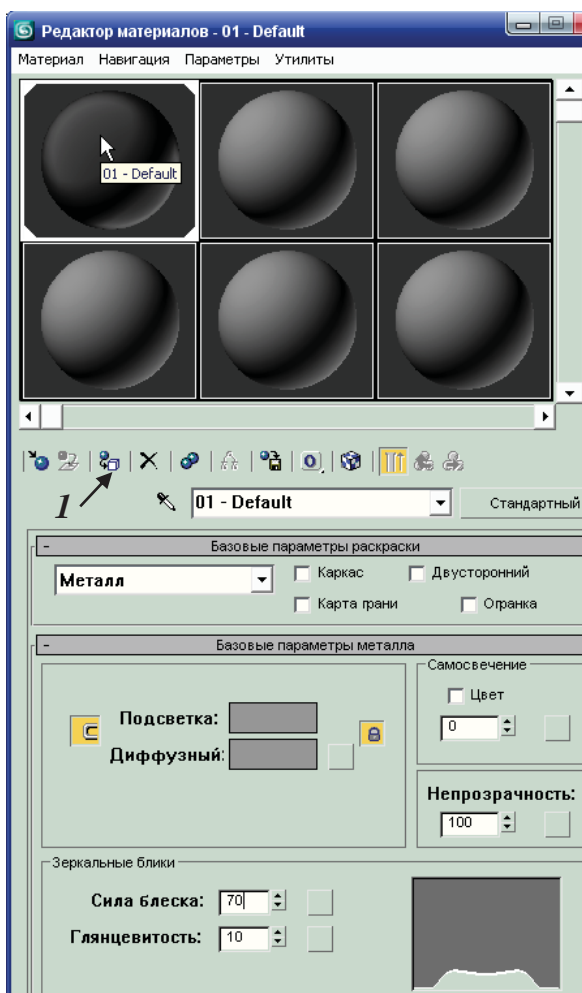 Редактор материалов - 01 - Default
Материал Навигация Параметры Утилиты
01 - Default
1
01 - Default Стандартный
- Базовые параметры раскраски
Металл Каркас Двусторонний
Карта грани Огранка
- Базовые параметры металла
Самосвечение
Цвет
Подсветка:
0
Диффузный:
Непрозрачность:
100
Зеркальные блики
Сила блеска: 70
Глянцевитость: 10